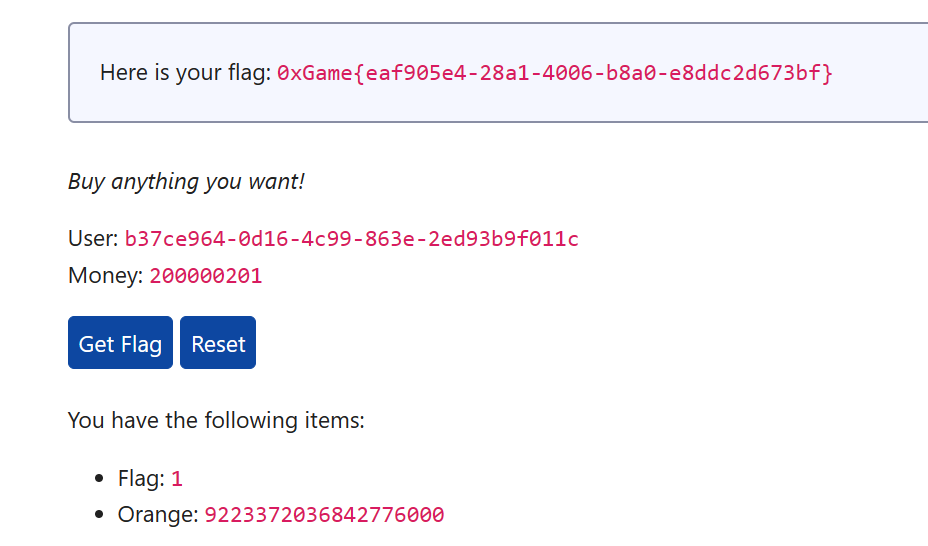 Here is your flag: 0xGame{eaf905e4-28a1-4006-b8a0-e8ddc2d673bf}
Buy anything you want!
User: b37ce964-0d16-4c99-863e-2ed93b9f011c
Money: 200000201
Get Flag Reset
You have the following items:
Flag: 1
Orange: 9223372036842776000